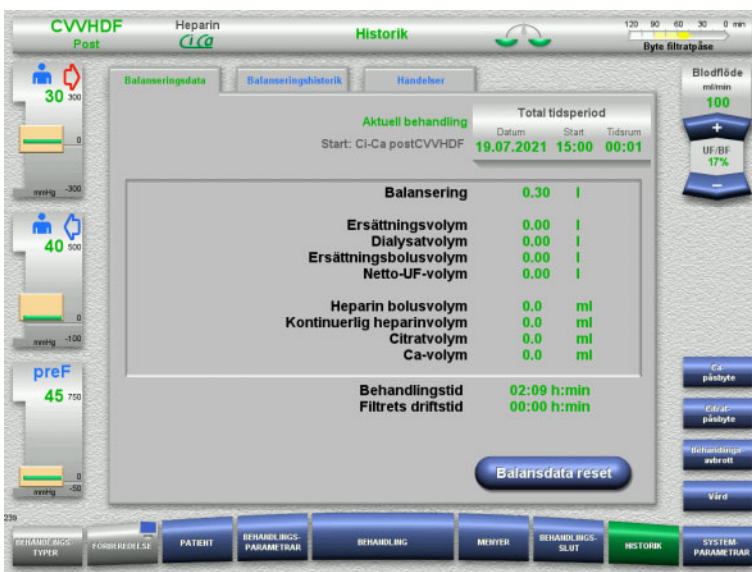 CVVHDF
Post
Heparin
Ci Ca
Historik
120 90 60 30 0 min
Byte filtratpåse
30
300
0
mmHg -300
40
500
0
mmHg -100
preF
45
750
0
mmHg -50
Balanseringsdata
Balanseringshistorik
Händelser
Aktuell behandling
Start: Ci-Ca postCVVHDF
Total tidsperiod
Datum Start Tidsrum
19.07.2021 15:00 00:01
Balansering 0.30 l
Ersättningsvolym 0.00 l
Dialysatvolym 0.00 l
Ersättningsbolusvolym 0.00 l
Netto-UF-volym 0.00 l
Heparin bolusvolym 0.0 ml
Kontinuerlig heparinvolym 0.0 ml
Citratvolym 0.0 ml
Ca-volym 0.0 ml
Behandlingstid 02:09 h:min
Filtrets driftstid 00:00 h:min
Balansdata reset
Blodflöde
ml/min
100
+
UF/BF
17%
−
Ca-
påsbyte
Citrat-
påsbyte
Behandlings-
avbrott
Vård
239
BEHANDLINGS-
TYPER
FÖRBEREDELSE
PATIENT
BEHANDLINGS-
PARAMETRAR
BEHANDLING
MENYER
BEHANDLINGS-
SLUT
HISTORIK
SYSTEM-
PARAMETRAR